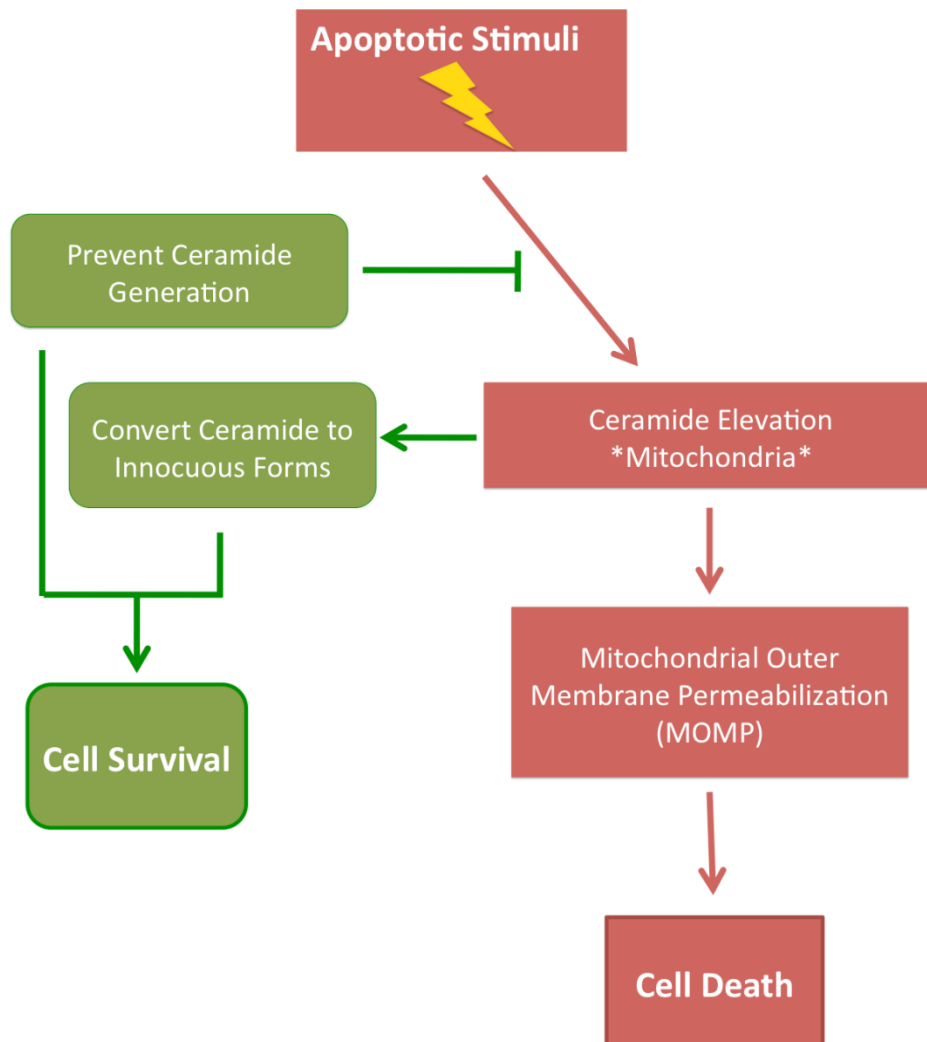 Apoptotic Stimuli
Prevent Ceramide
Generation
Convert Ceramide to
Innocuous Forms
Ceramide Elevation
*Mitochondria*
Mitochondrial Outer
Membrane Permeabilization
(MOMP)
Cell Survival
Cell Death